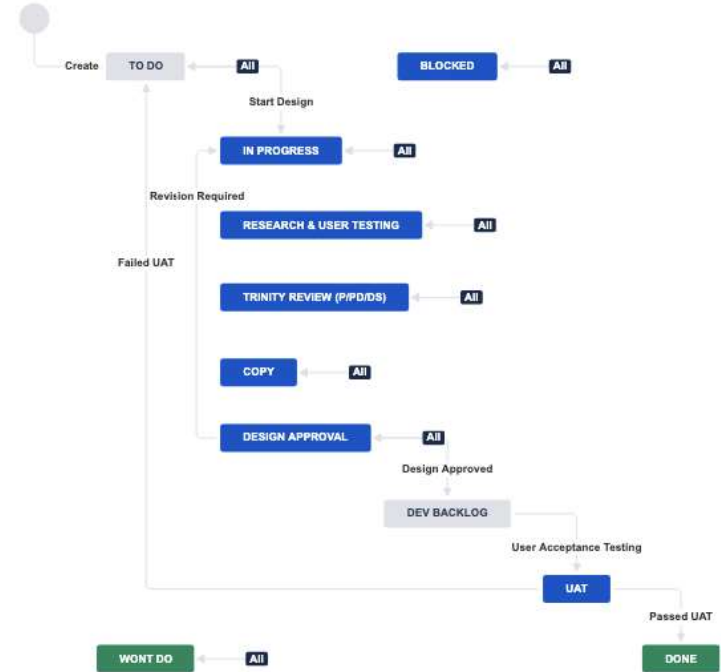 Create
TO DO
All
BLOCKED
All
Start Design
IN PROGRESS
All
Revision Required
RESEARCH & USER TESTING
All
Failed UAT
TRINITY REVIEW (P/PD/DS)
All
COPY
All
DESIGN APPROVAL
All
Design Approved
DEV BACKLOG
User Acceptance Testing
UAT
Passed UAT
WONT DO
All
DONE